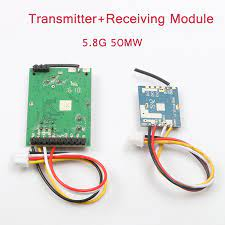 Transmitter+Receiving Module
5.8G 50MW